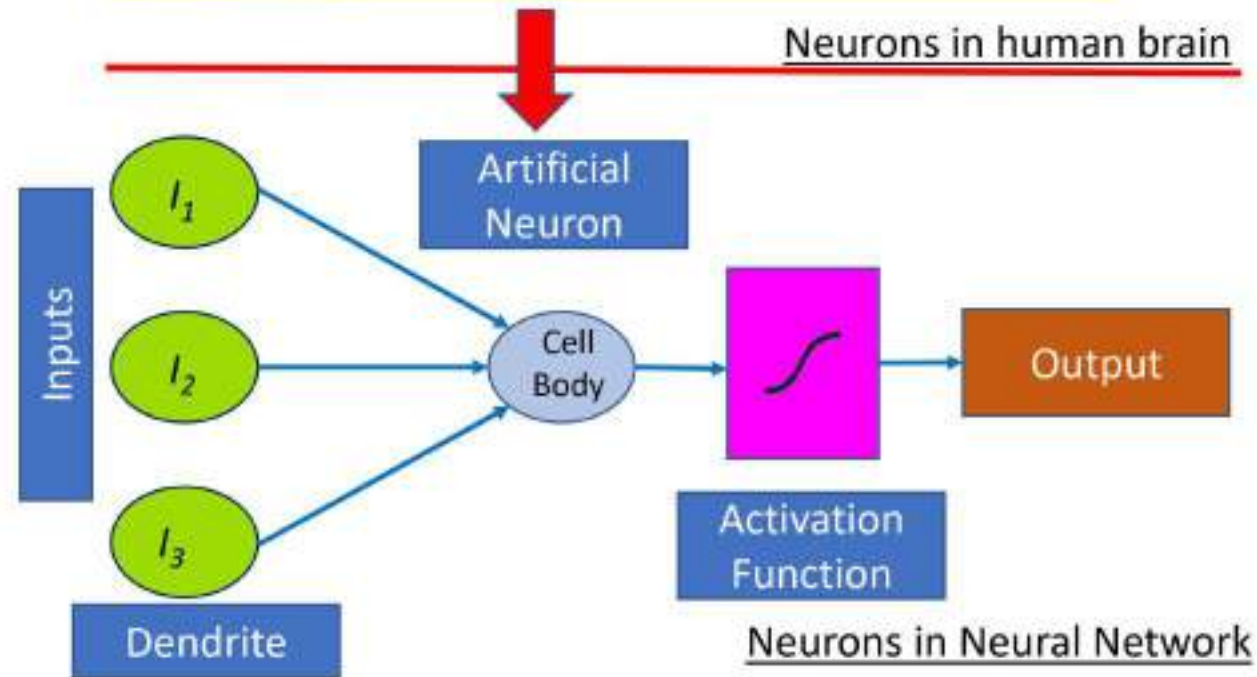 Neurons in human brain
Artificial
Neuron
Inputs
I1
I2
I3
Cell
Body
Output
Activation
Function
Dendrite
Neurons in Neural Network